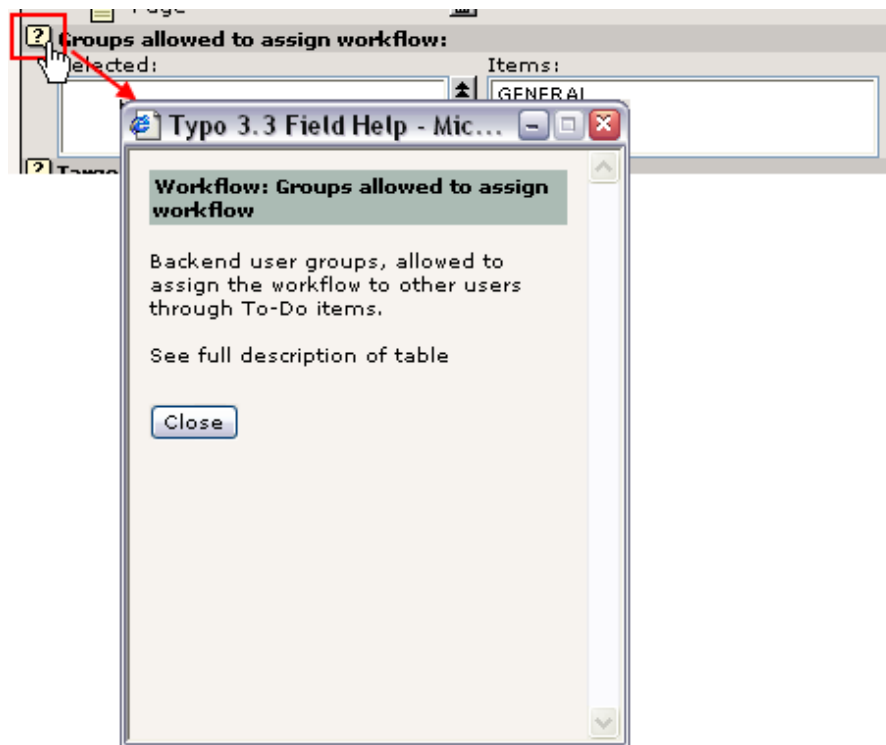 Page
? Groups allowed to assign workflow:
Selected: Items:
GENERAL
Typo 3.3 Field Help - Mic...
?
Workflow: Groups allowed to assign
workflow
Backend user groups, allowed to
assign the workflow to other users
through To-Do items.
See full description of table
Close